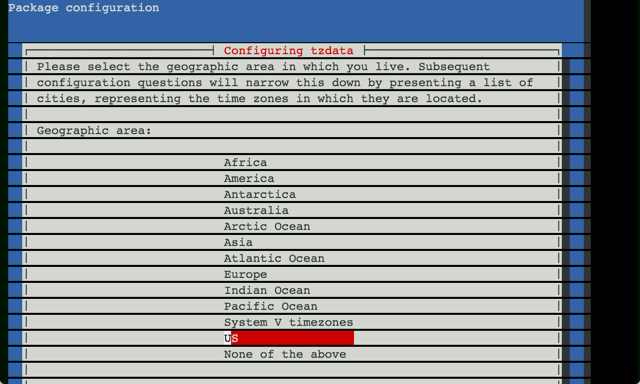 Package configuration
Configuring tzdata
Please select the geographic area in which you live. Subsequent
configuration questions will narrow this down by presenting a list of
cities, representing the time zones in which they are located.
Geographic area:
Africa
America
Antarctica
Australia
Arctic Ocean
Asia
Atlantic Ocean
Europe
Indian Ocean
Pacific Ocean
System V timezones
US
None of the above